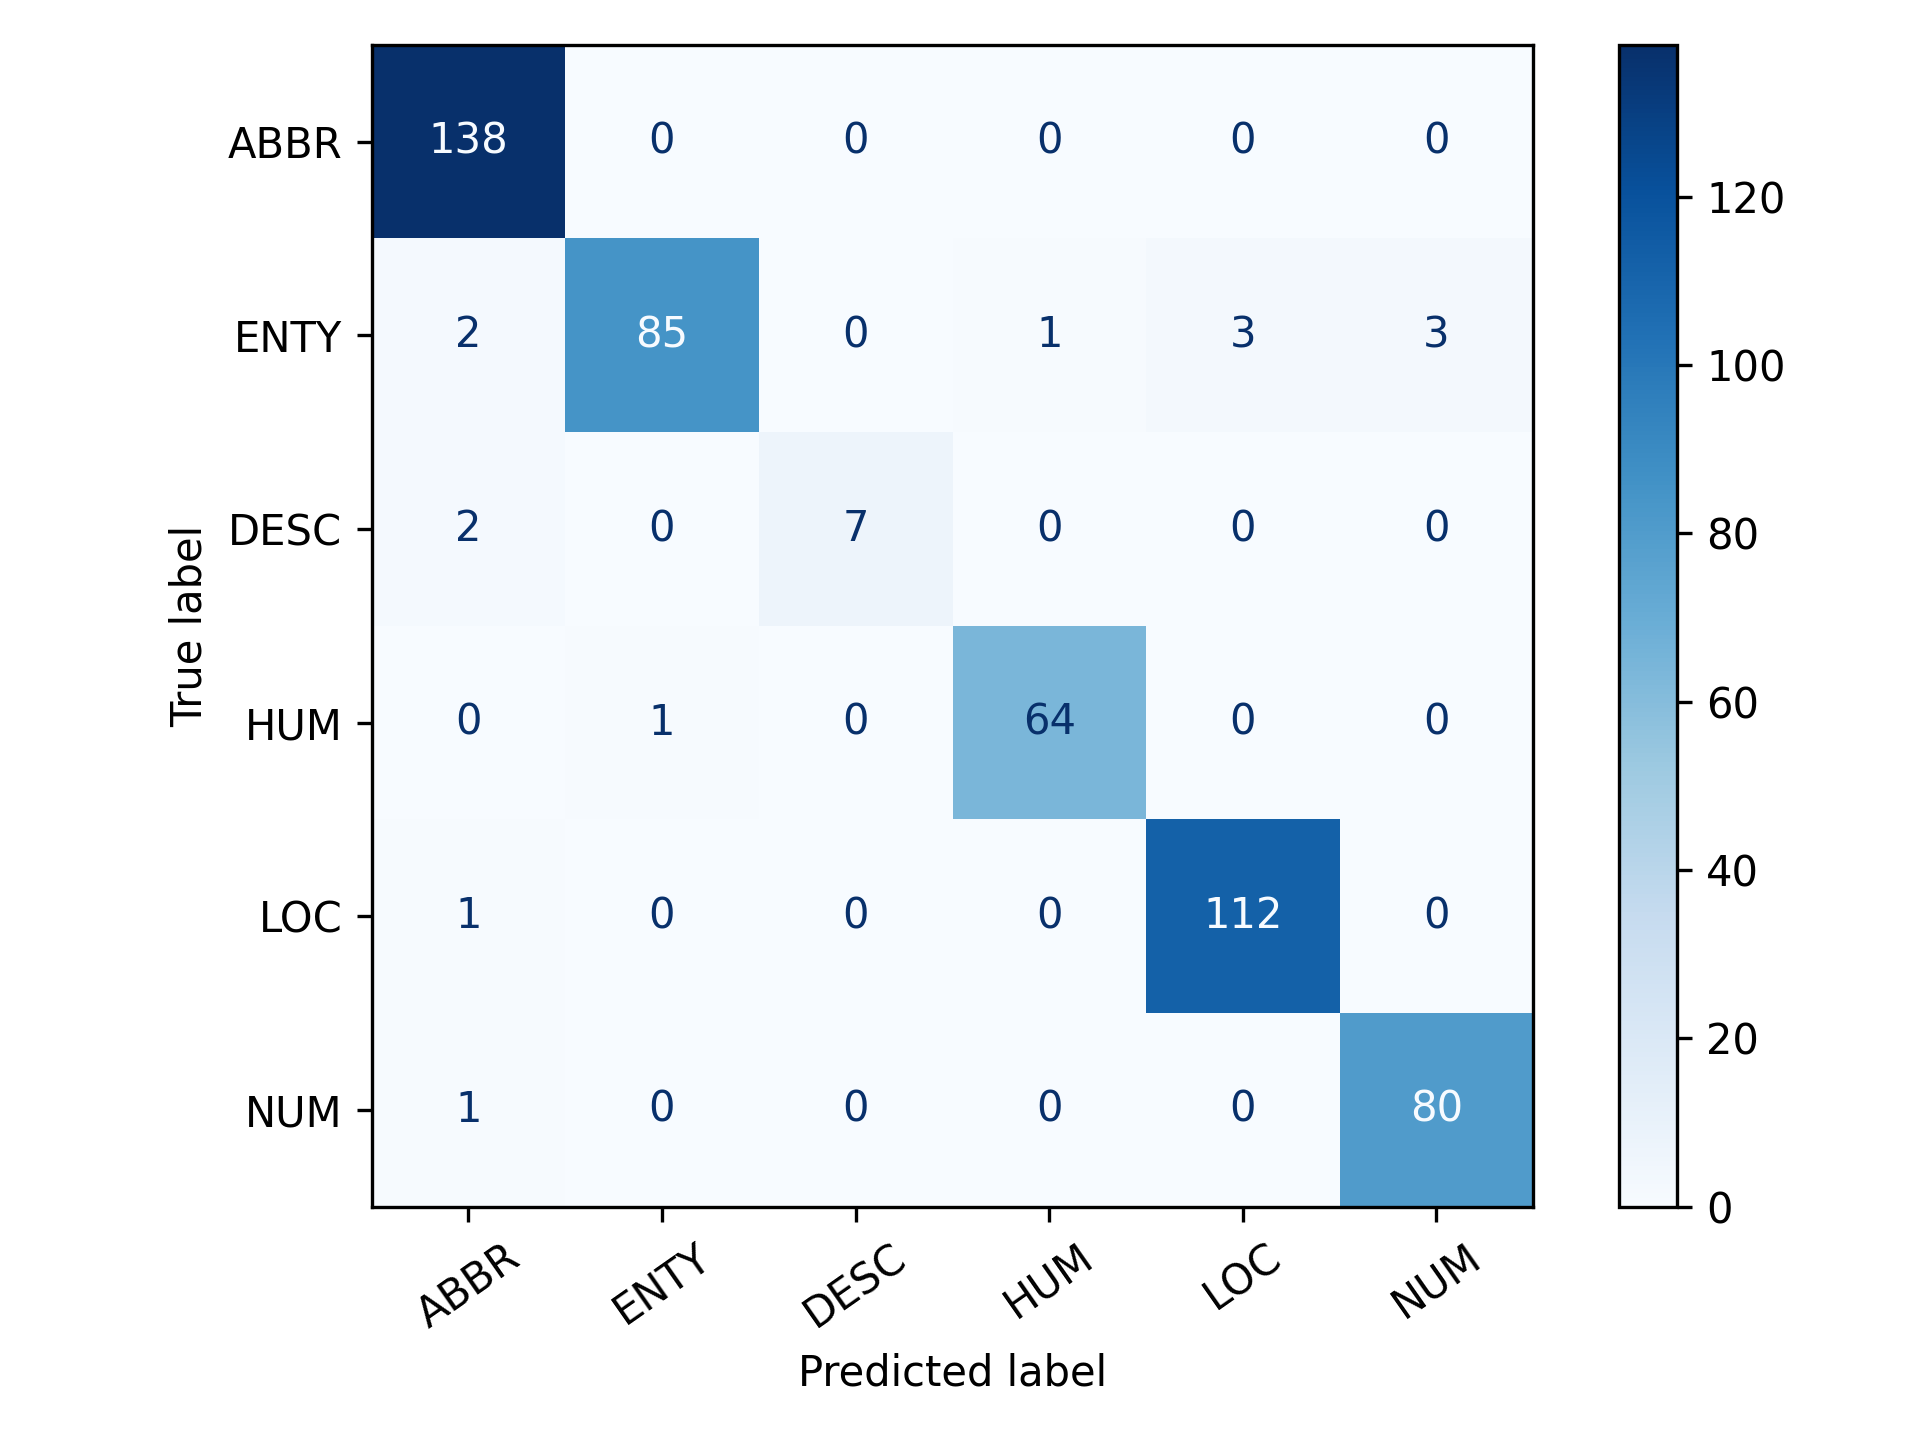 ABBR 138 0 0 0 0 0
ENTY 2 85 0 1 3 3
DESC 2 0 7 0 0 0
HUM 0 1 0 64 0 0
LOC 1 0 0 0 112 0
NUM 1 0 0 0 0 80
True label
ABBR ENTY DESC HUM LOC NUM
Predicted label
120
100
80
60
40
20
0